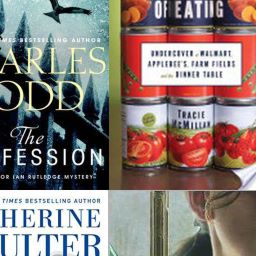 TIMES BESTSELLING AUTHOR
ARLES
ODD
The
FESSION
OR IAN RUTLEDGE MYSTERY
OF EATING
UNDERCOVER AT WALMART,
APPLEBEE'S, FARM FIELDS
and the
DINNER TABLE
TRACIE
McMILLAN
TIMES BESTSELLING AUTHOR
HERINE
ULTER